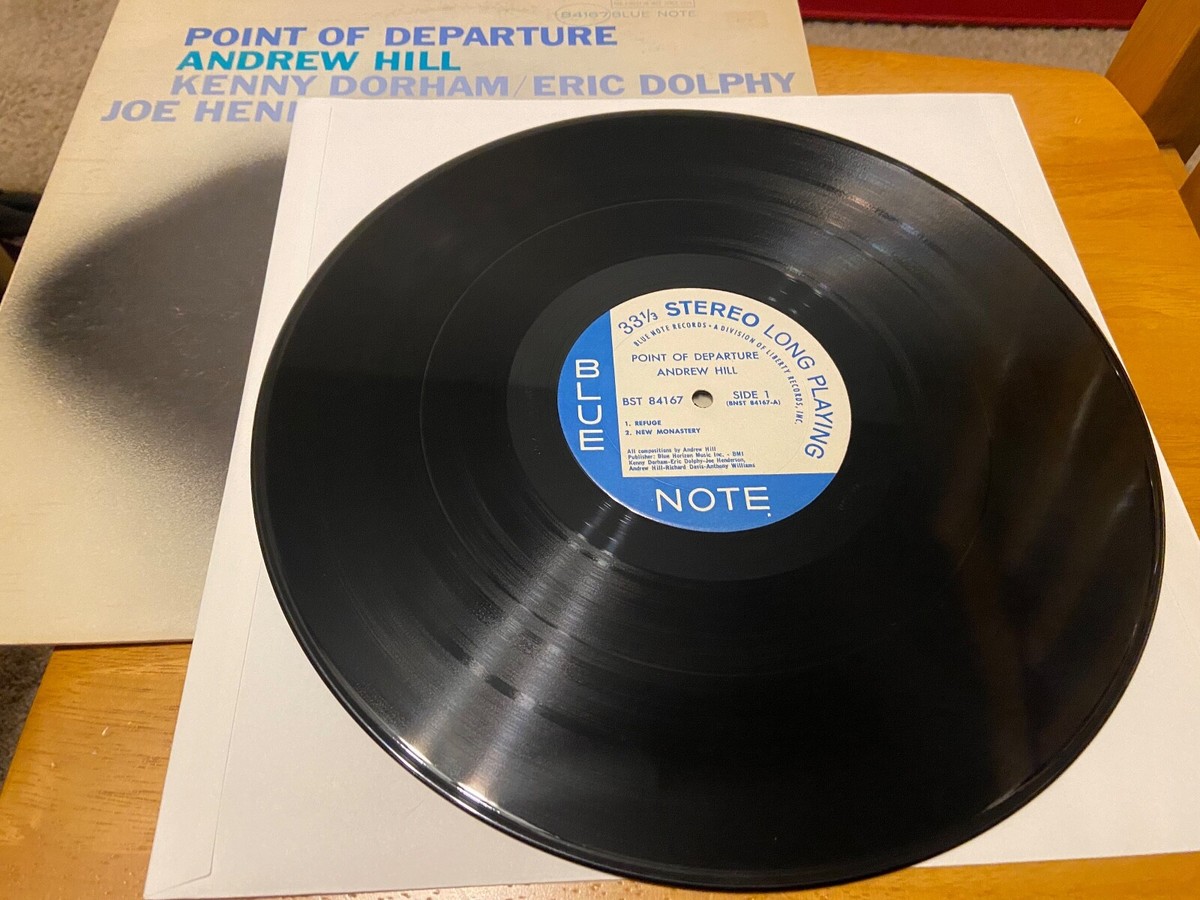 B4167 BLUE NOTE
POINT OF DEPARTURE
ANDREW HILL
KENNY DORHAM/ERIC DOLPHY
JOE HEN
33⅓ STEREO LONG PLAYING
BLUE NOTE RECORDS • A DIVISION OF LIBERTY RECORDS, INC.
POINT OF DEPARTURE
ANDREW HILL
BST 84167
SIDE 1
(BNST 84167-A)
1. REFUGE
2. NEW MONASTERY
All compositions by Andrew Hill
Publisher: Blue Horizon Music Inc. - BMI
Kenny Dorham-Eric Dolphy-Joe Henderson,
Andrew Hill-Richard Davis-Anthony Williams
BLUE
NOTE